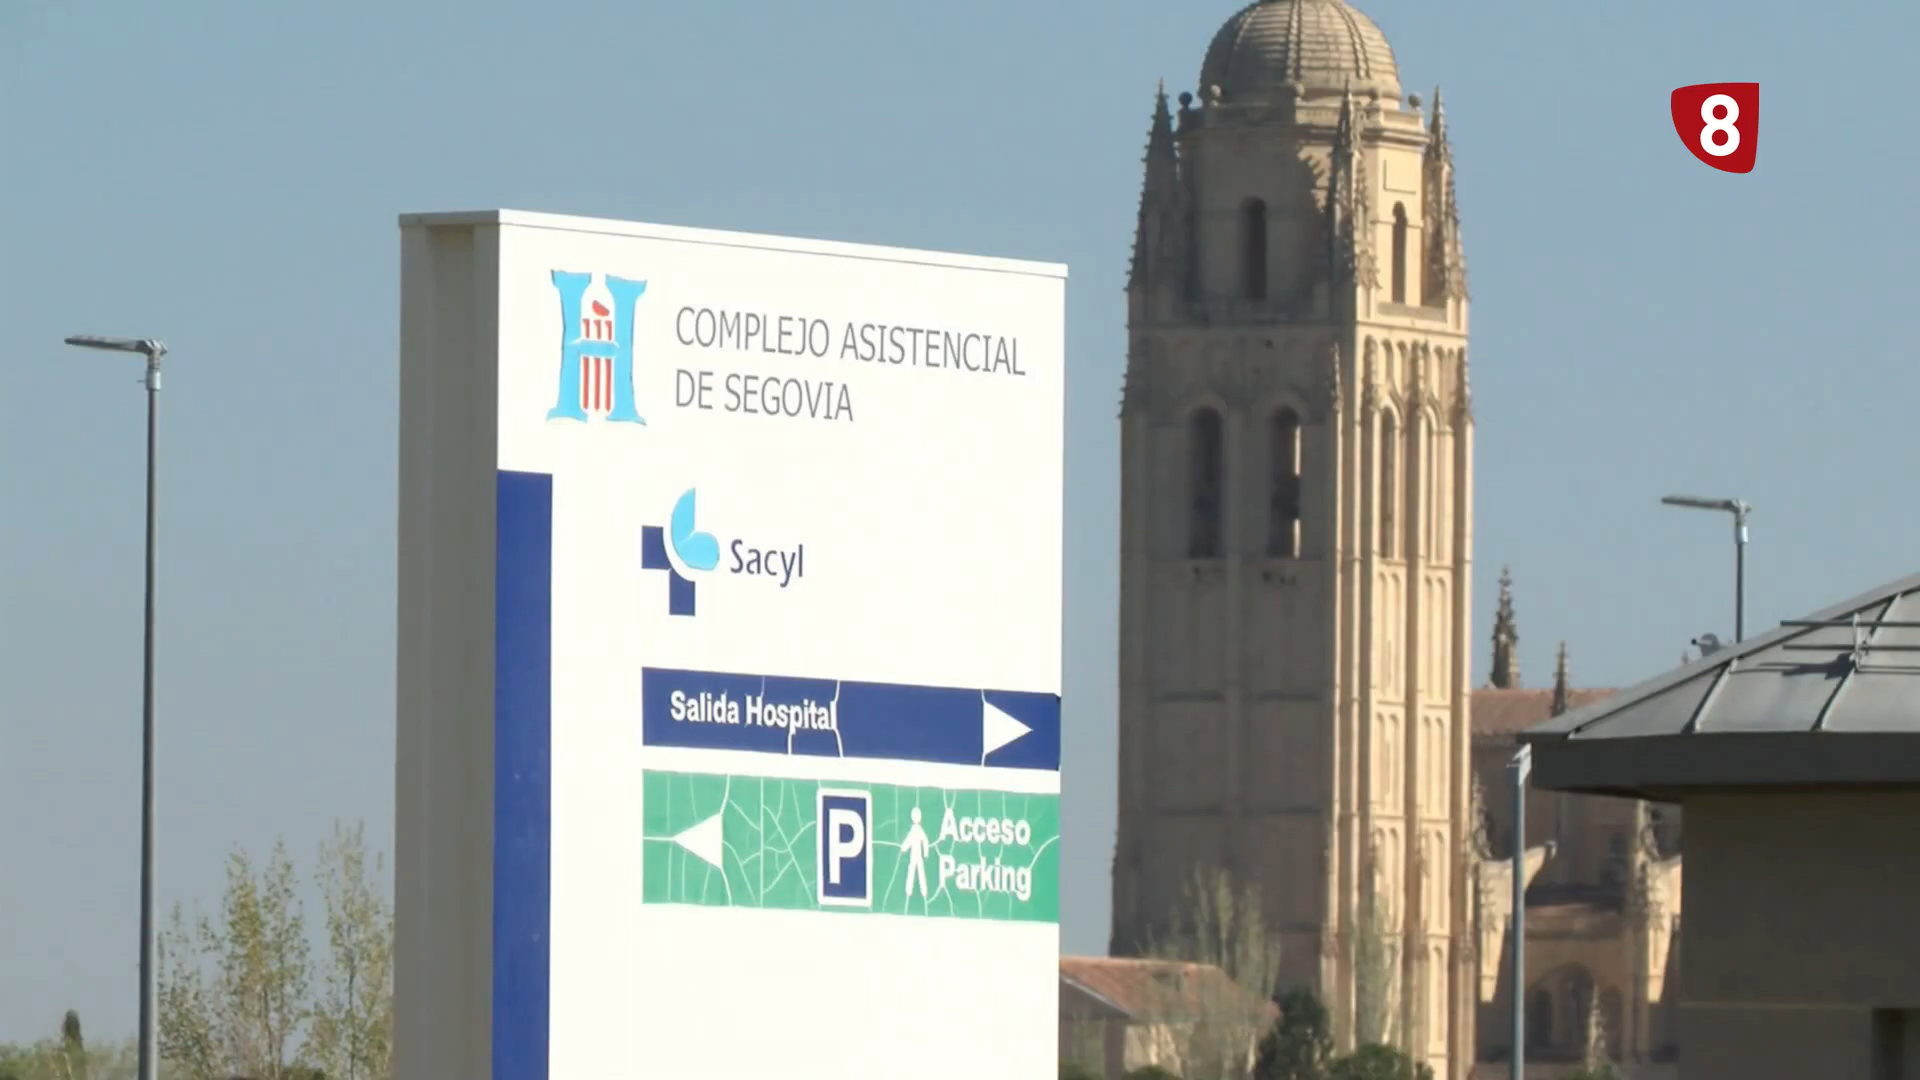 8
COMPLEJO ASISTENCIAL
DE SEGOVIA
Sacyl
Salida Hospital
P
Acceso
Parking